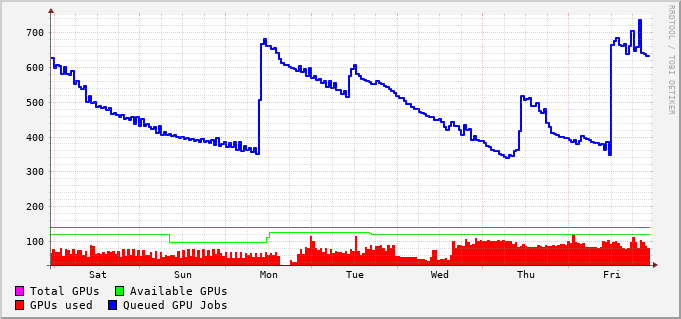 RRDTOOL / TOBI OETIKER
700
600
500
400
300
200
100
Sat Sun Mon Tue Wed Thu Fri
Total GPUs Available GPUs
GPUs used Queued GPU Jobs